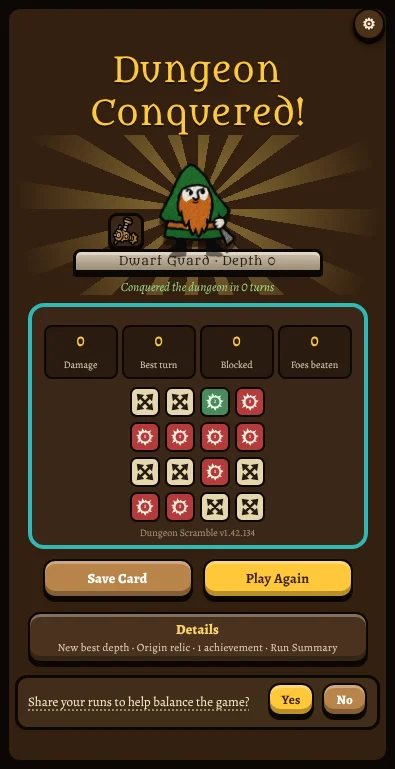 Dungeon
Conquered!
Dwarf Guard · Depth 0
Conquered the dungeon in 0 turns
0 0 0 0
Damage Best turn Blocked Foes beaten
Dungeon Scramble v1.42.134
Save Card Play Again
Details
New best depth · Origin relic · 1 achievement · Run Summary
Share your runs to help balance the game? Yes No